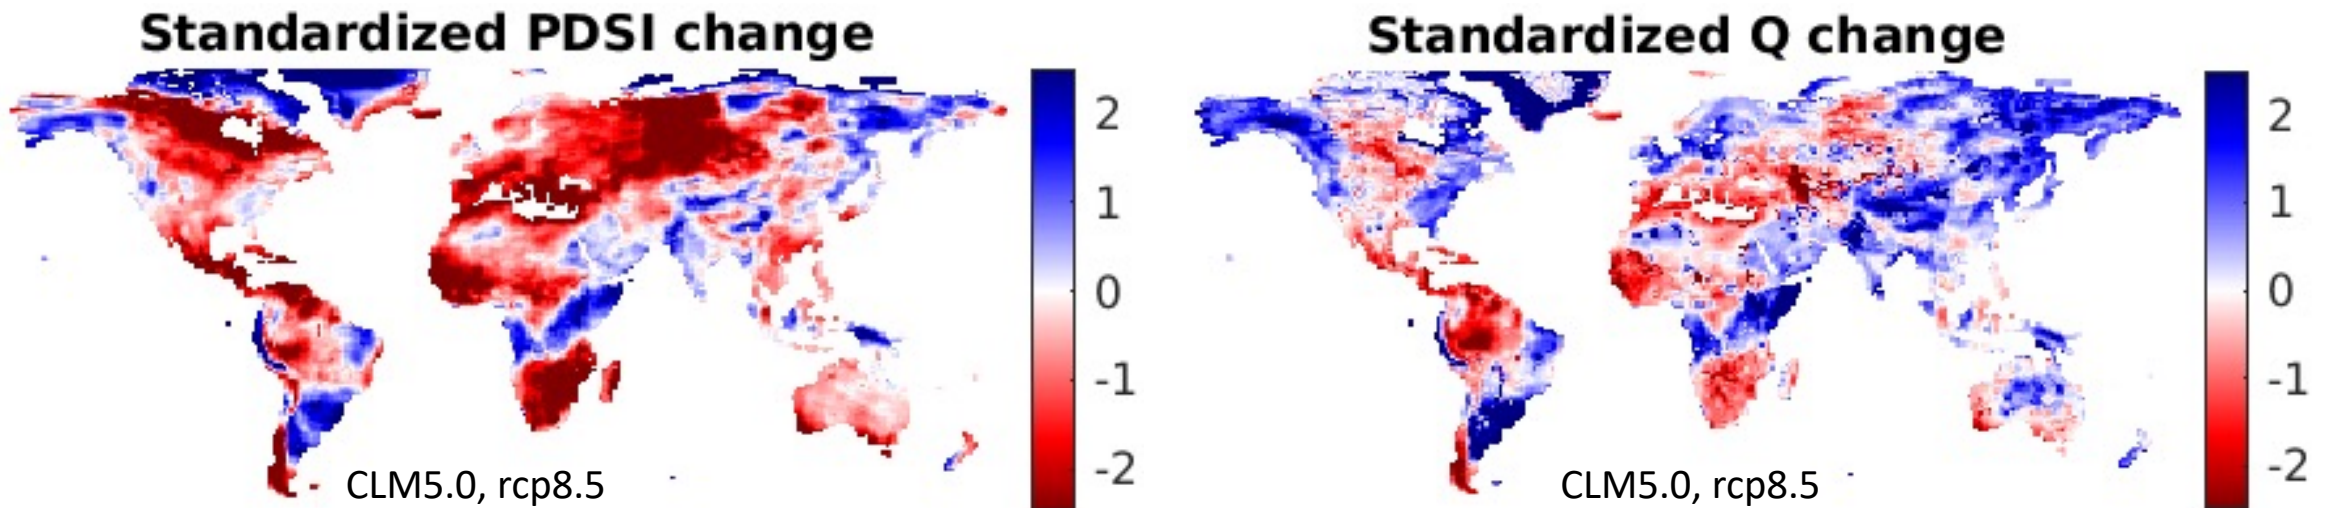 Standardized PDSI change
2
1
0
-1
-2
CLM5.0, rcp8.5
Standardized Q change
2
1
0
-1
-2
CLM5.0, rcp8.5